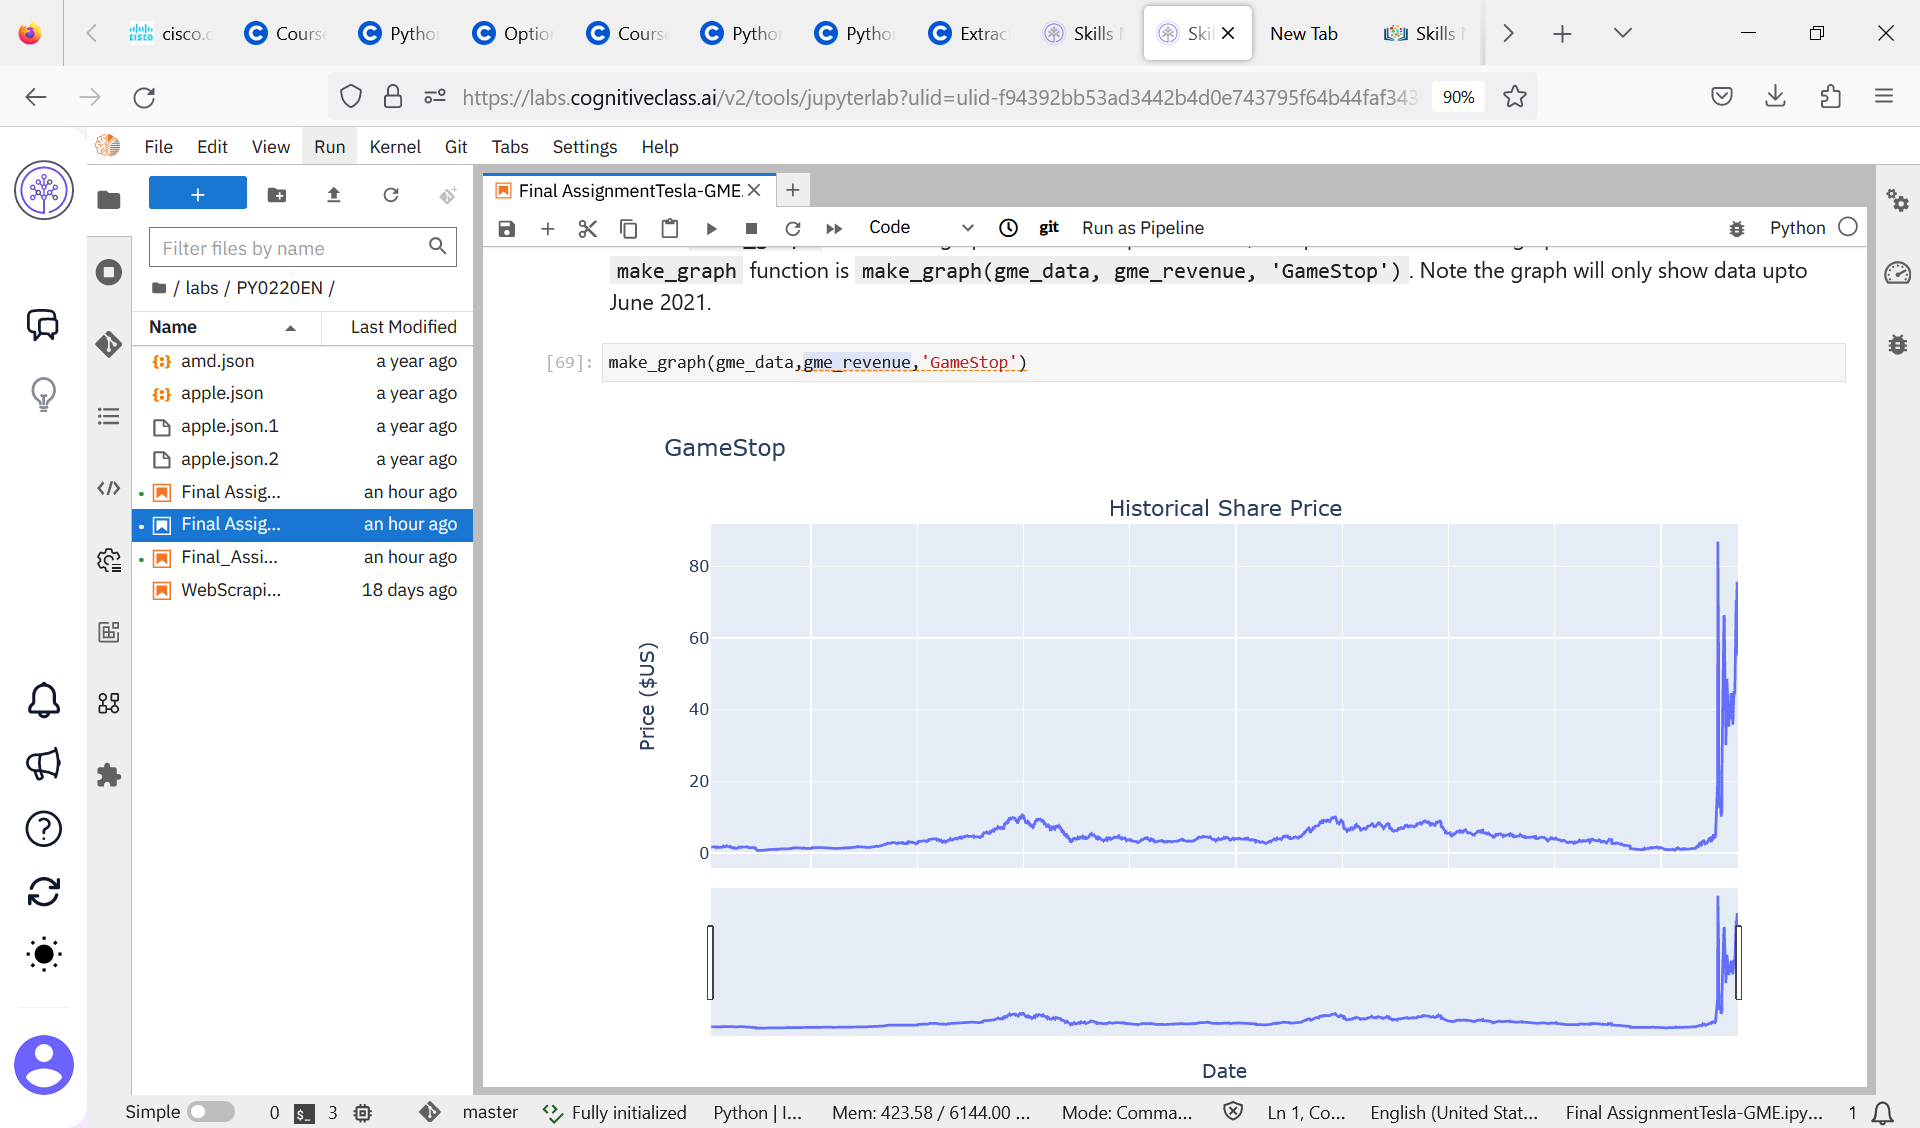 cisco.c
Cours
Pytho
Option
Cours
Pytho
Pytho
Extrac
Skills N
Skil
New Tab
Skills N
https://labs.cognitiveclass.ai/v2/tools/jupyterlab?ulid=ulid-f94392bb53ad3442b4d0e743795f64b44faf343
90%
File Edit View Run Kernel Git Tabs Settings Help
Final AssignmentTesla-GME.
Filter files by name
Code
git
Run as Pipeline
Python
/ labs / PY0220EN /
Name
Last Modified
amd.json a year ago
apple.json a year ago
apple.json.1 a year ago
apple.json.2 a year ago
Final Assig... an hour ago
Final Assig... an hour ago
Final_Assi... an hour ago
WebScrapi... 18 days ago
make_graph function is make_graph(gme_data, gme_revenue, 'GameStop'). Note the graph will only show data upto
June 2021.
[69]: make_graph(gme_data,gme_revenue,'GameStop')
GameStop
Historical Share Price
80
60
40
20
0
Price ($US)
Date
Simple
0
$_
3
master
Fully initialized
Python | I...
Mem: 423.58 / 6144.00 ...
Mode: Comma...
Ln 1, Co...
English (United Stat...
Final AssignmentTesla-GME.ipy...
1